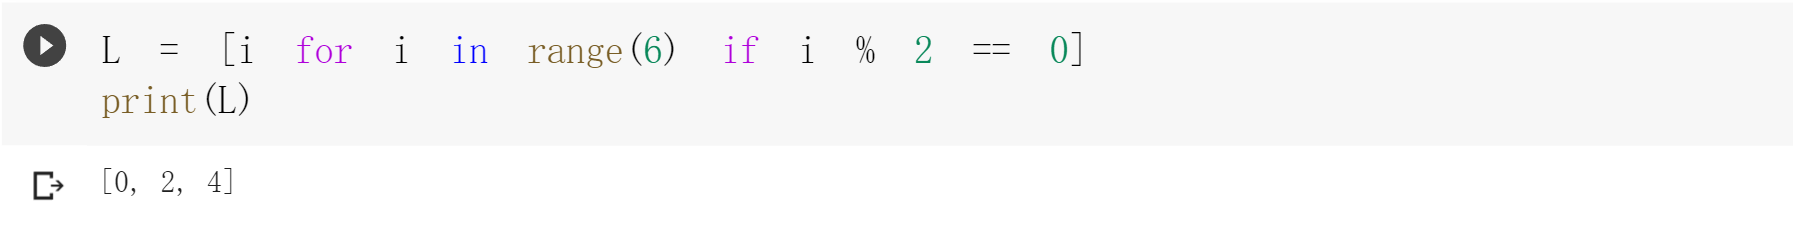 L = [i for i in range(6) if i % 2 == 0]
print(L)
[0, 2, 4]